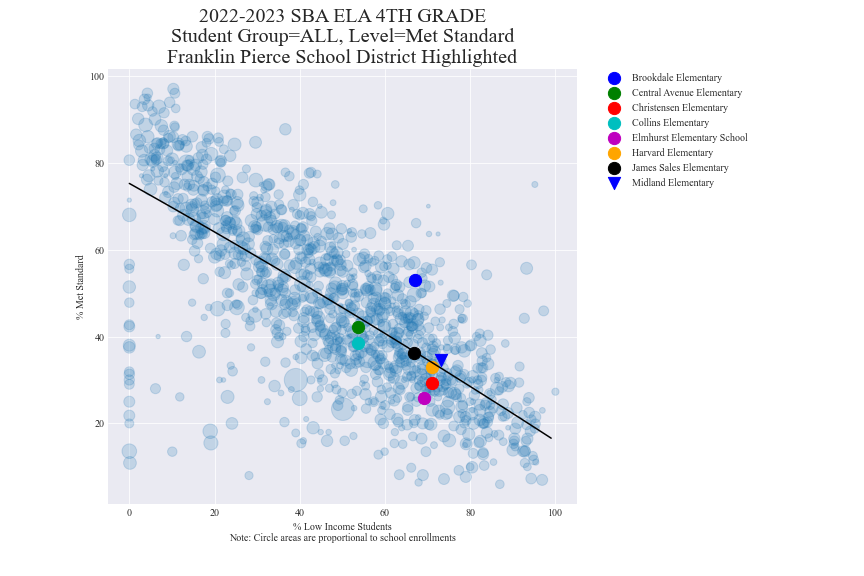 2022-2023 SBA ELA 4TH GRADE
Student Group=ALL, Level=Met Standard
Franklin Pierce School District Highlighted
100
80
60
40
20
% Met Standard
0
20
40
60
80
100
% Low Income Students
Note: Circle areas are proportional to school enrollments
Brookdale Elementary
Central Avenue Elementary
Christensen Elementary
Collins Elementary
Elmhurst Elementary School
Harvard Elementary
James Sales Elementary
Midland Elementary